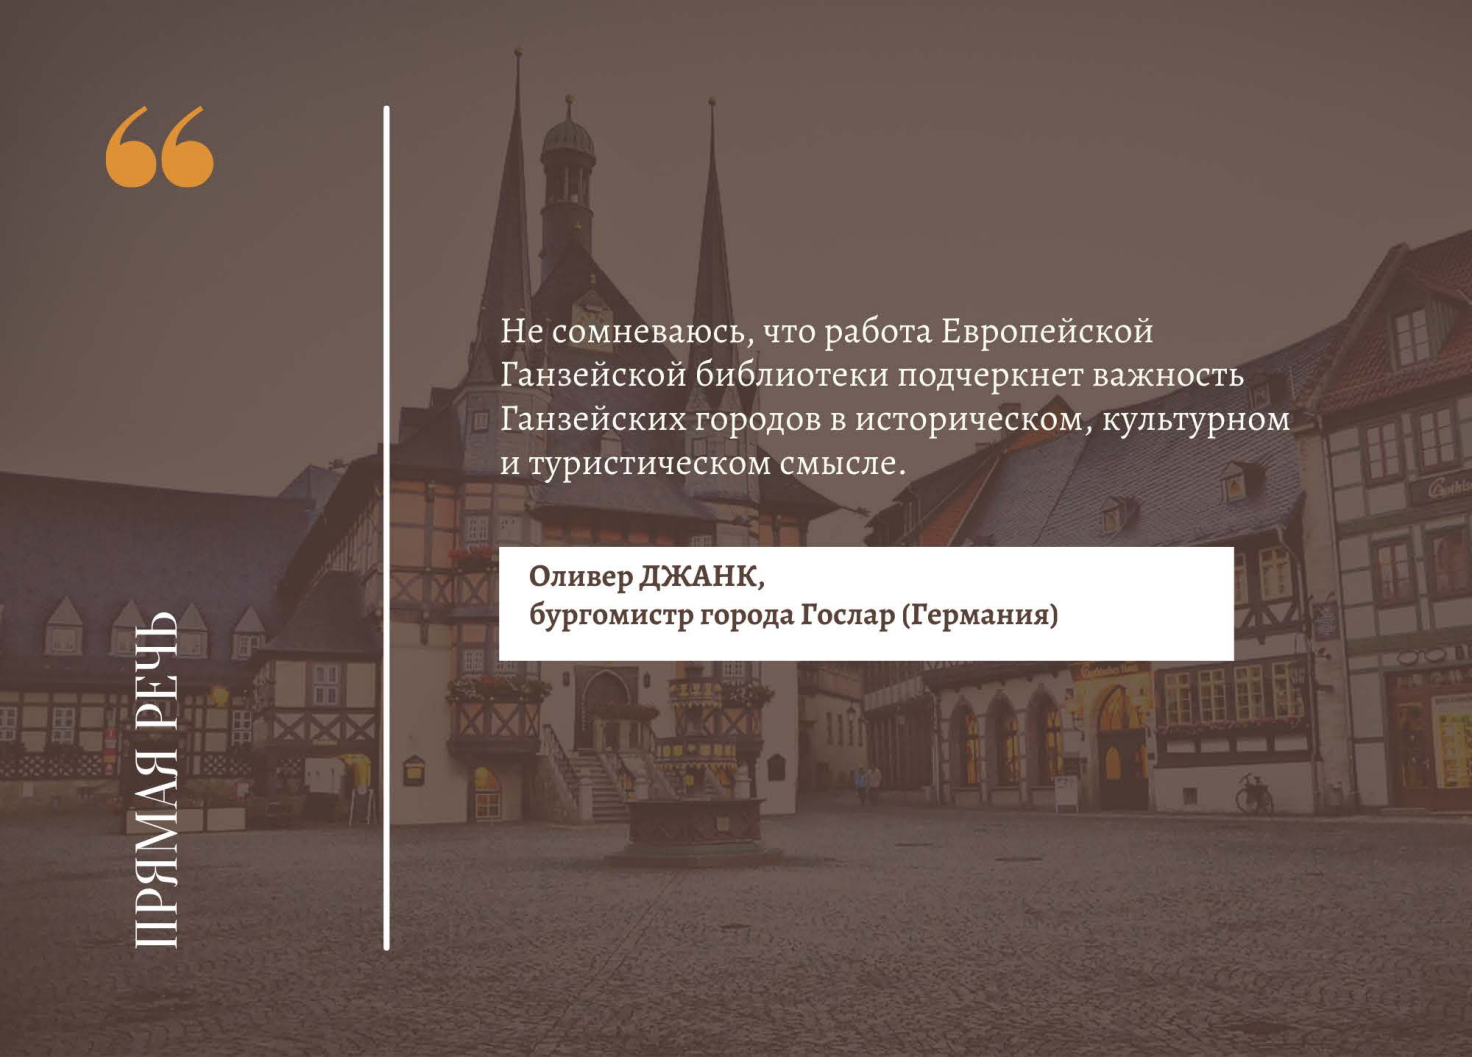 “
ПРЯМАЯ РЕЧЬ
Не сомневаюсь, что работа Европейской
Ганзейской библиотеки подчеркнет важность
Ганзейских городов в историческом, культурном
и туристическом смысле.
Оливер ДЖАНК,
бургомистр города Гослар (Германия)